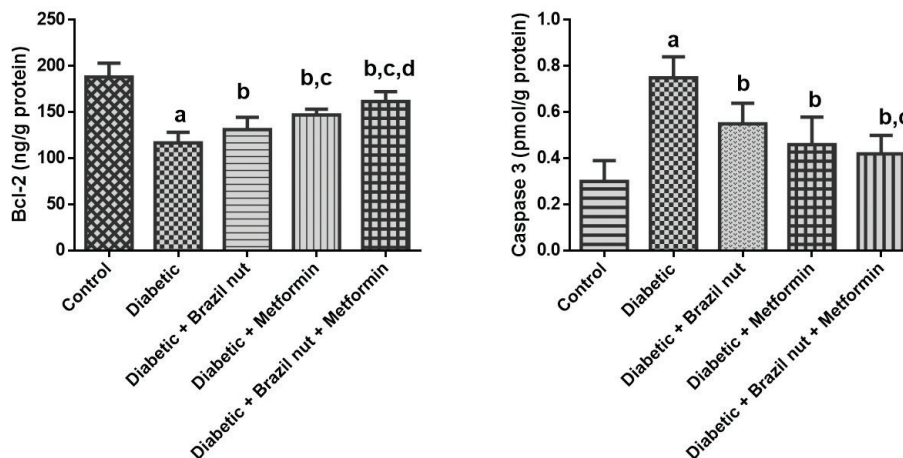 Bcl-2 (ng/g protein)
250
200
150
100
50
0
a
b
b,c
b,c,d
Control
Diabetic
Diabetic + Brazil nut
Diabetic + Metformin
Diabetic + Brazil nut + Metformin
Caspase 3 (pmol/g protein)
1.0
0.8
0.6
0.4
0.2
0.0
a
b
b
b,c
Control
Diabetic
Diabetic + Brazil nut
Diabetic + Metformin
Diabetic + Brazil nut + Metformin